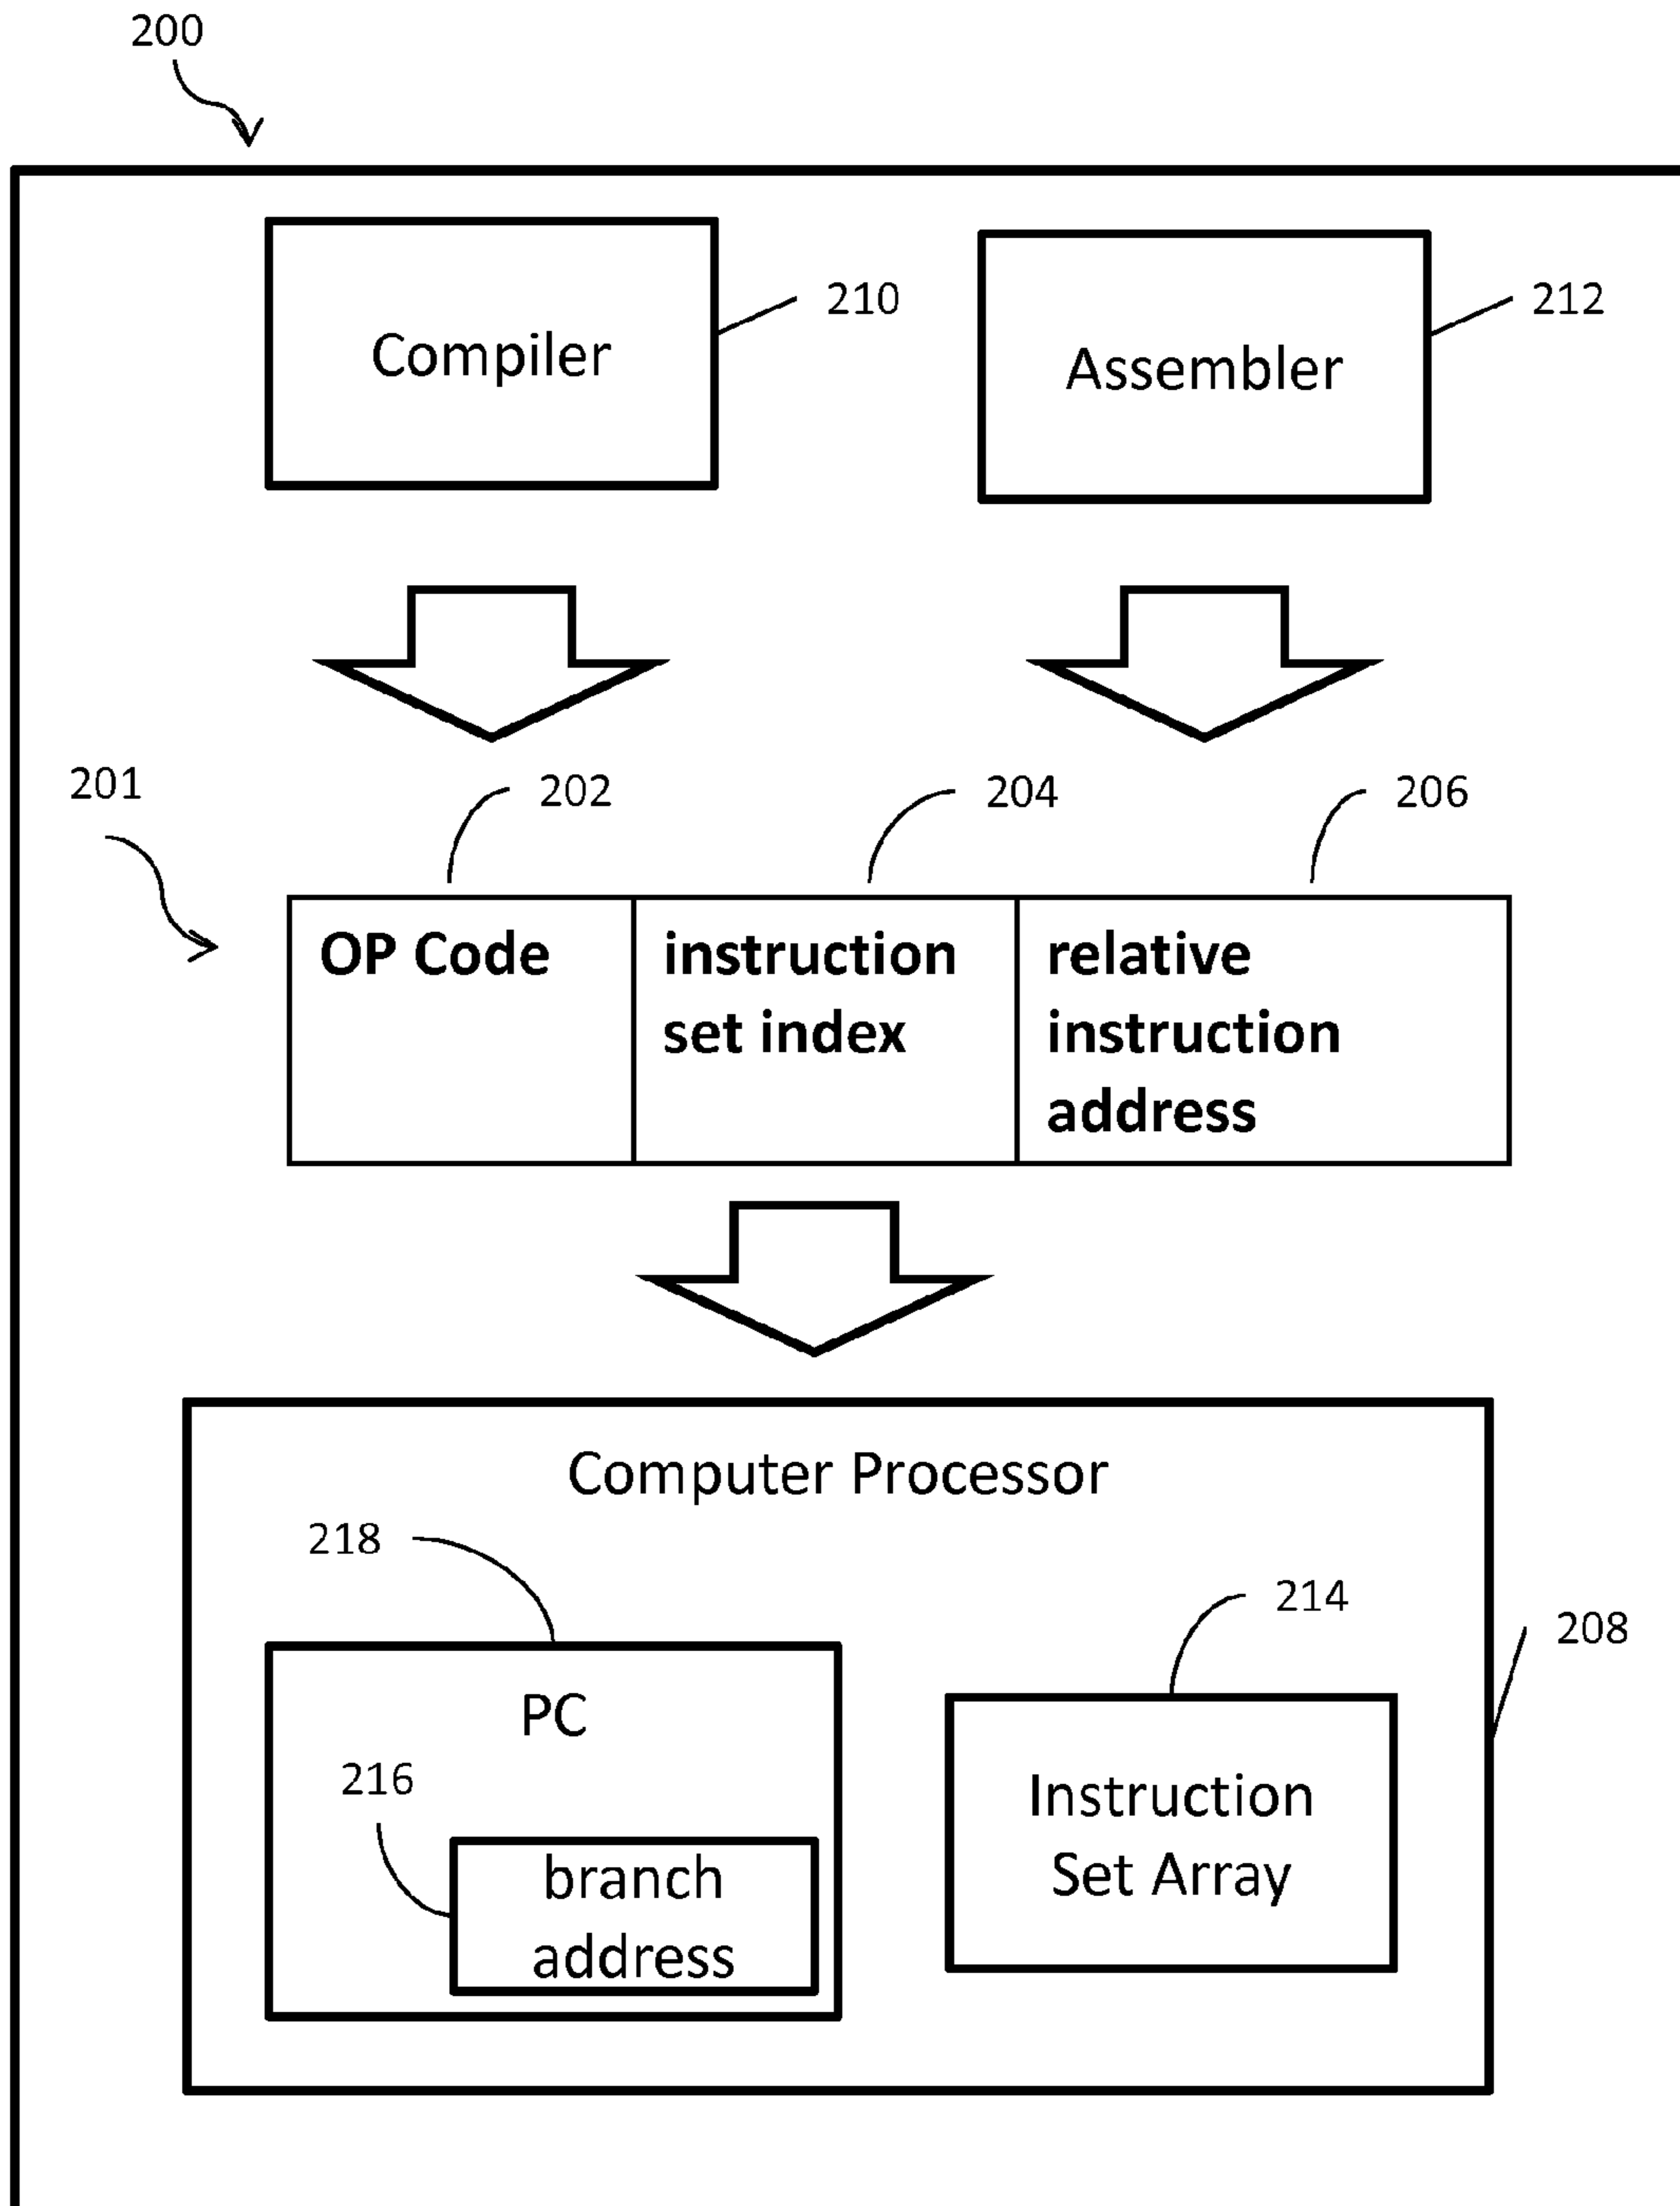 200
Compiler
210
Assembler
212
201
202
204
206
OP Code
instruction
set index
relative
instruction
address
Computer Processor
218
214
208
PC
216
branch
address
Instruction
Set Array